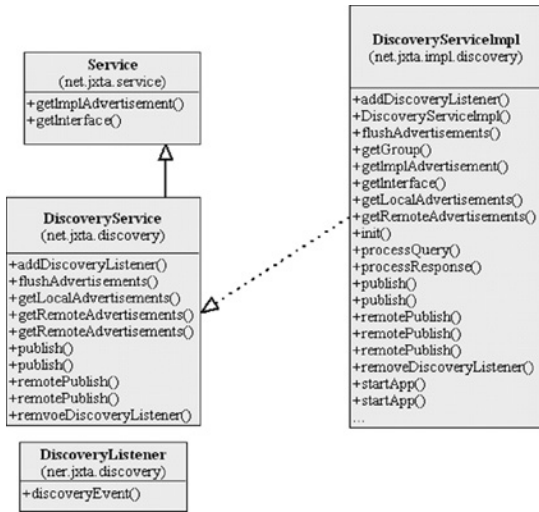 Service
(net.jxta.service)
+getImplAdvertisement()
+getInterface()
DiscoveryService
(net.jxta.discovery)
+addDiscoveryListener()
+flushAdvertisements()
+getLocalAdvertisements()
+getRemoteAdvertisements()
+getRemoteAdvertisements()
+publish()
+publish()
+remotePublish()
+remotePublish()
+remvoeDiscoveryListener()
DiscoveryListener
(ner.jxta.discovery)
+discoveryEvent()
DiscoveryServiceImpl
(net.jxta.impl.discovery)
+addDiscoveryListener()
+DiscoveryServiceImpl()
+flushAdvertisements()
+getGroup()
+getImplAdvertisement()
+getInterface()
+getLocalAdvertisements()
+getRemoteAdvertisements()
+init()
+processQuery()
+processResponse()
+publish()
+publish()
+remotePublish()
+remotePublish()
+remotePublish()
+removeDiscoveryListener()
+startApp()
+startApp()
...